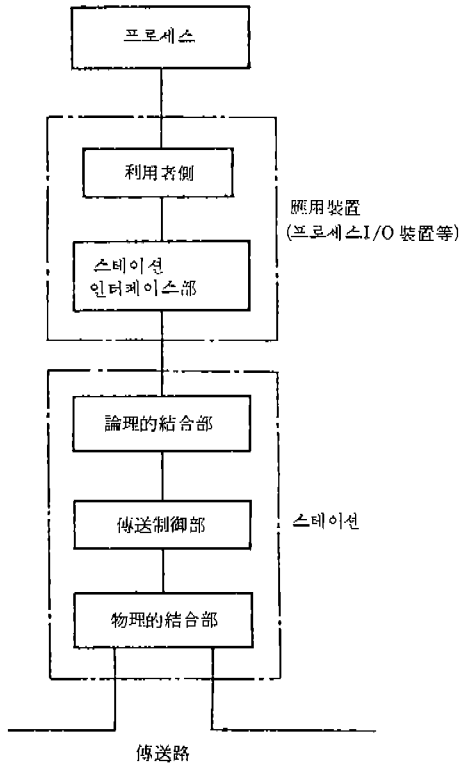 프로세스
利用者側
應用裝置
(프로세스I/O 裝置等)
스테이션
인터페이스部
論理的結合部
傳送制御部
스테이션
物理的結合部
傳送路